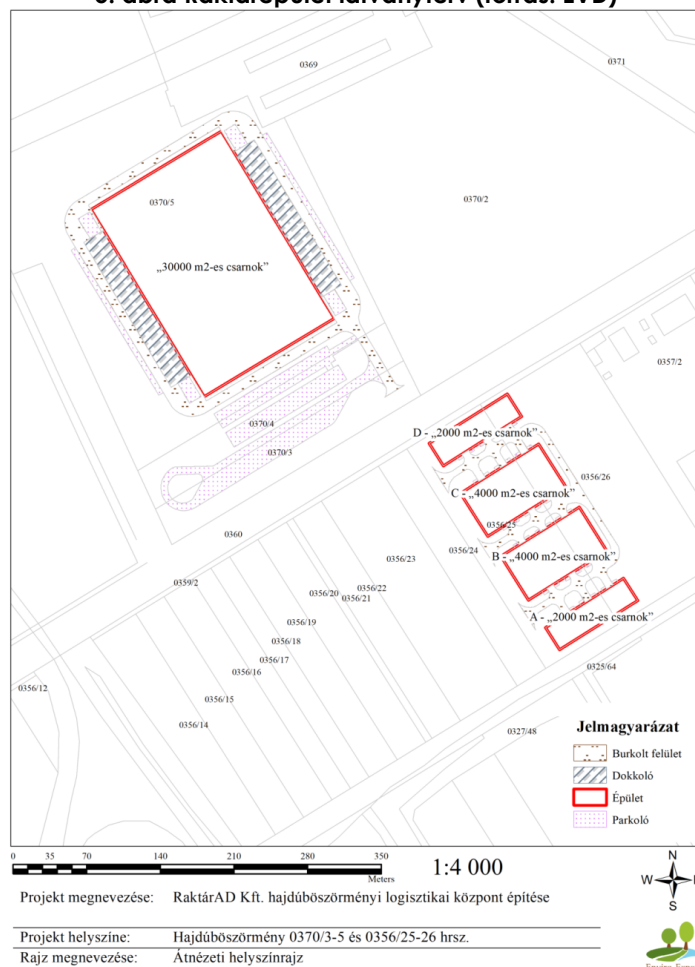 0369
0371
0370/5
0370/2
„30000 m2-es csarnok”
0357/2
0370/4
D - „2000 m2-es csarnok”
0370/3
0356/26
C - „4000 m2-es csarnok”
0356/25
0360
0356/24
B - „4000 m2-es csarnok”
0356/23
0359/2
0356/22
0356/20
0356/21
A - „2000 m2-es csarnok”
0356/19
0356/18
0356/17
0356/16
0325/64
0356/12
0356/15
0356/14
0327/48
Jelmagyarázat
Burkolt felület
Dokkoló
Épület
Parkoló
0 35 70 140 210 280 350
Meters
1:4 000
N
W E
S
Projekt megnevezése: RaktárAD Kft. hajdúböszörményi logisztikai központ építése
Projekt helyszíne: Hajdúböszörmény 0370/3-5 és 0356/25-26 hrsz.
Rajz megnevezése: Átnézeti helyszínrajz